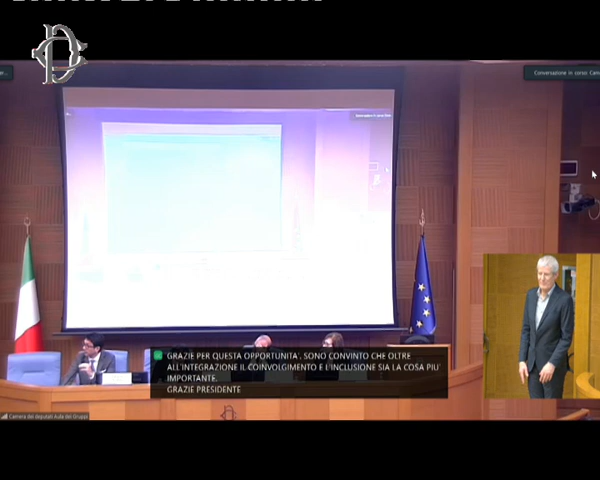 Conversazione in corso: Cam
GRAZIE PER QUESTA OPPORTUNITA'. SONO CONVINTO CHE OLTRE
ALL'INTEGRAZIONE IL COINVOLGIMENTO E L'INCLUSIONE SIA LA COSA PIU'
IMPORTANTE.
GRAZIE PRESIDENTE
Camera dei deputati Aula dei Gruppi